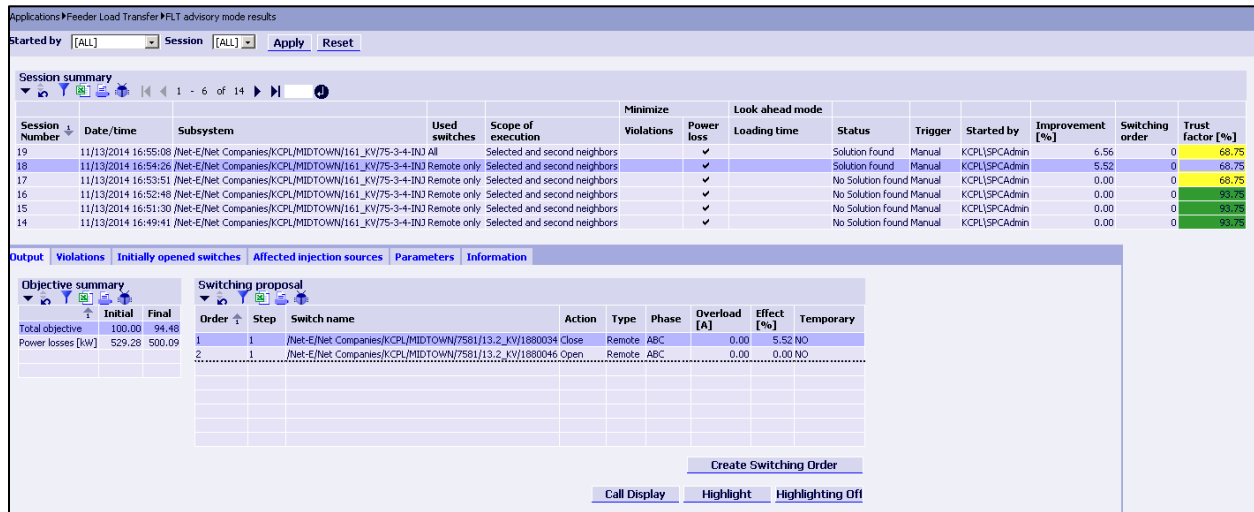 Applications▶Feeder Load Transfer▶FLT advisory mode results
Started by [ALL] Session [ALL] Apply Reset
Session summary
1 - 6 of 14
Minimize Look ahead mode
Session Number 1 Date/time Subsystem Used switches Scope of execution Violations Power loss Loading time Status Trigger Started by Improvement [%] Switching order Trust factor [%]
19 11/13/2014 16:55:08 /Net-E/Net Companies/KCPL/MIDTOWN/161_KV/75-3-4-INJ All Selected and second neighbors ✔ Solution found Manual KCPL\SPCAdmin 6.56 0 68.75
18 11/13/2014 16:54:26 /Net-E/Net Companies/KCPL/MIDTOWN/161_KV/75-3-4-INJ Remote only Selected and second neighbors ✔ Solution found Manual KCPL\SPCAdmin 5.52 0 68.75
17 11/13/2014 16:53:51 /Net-E/Net Companies/KCPL/MIDTOWN/161_KV/75-3-4-INJ Remote only Selected and second neighbors ✔ No Solution found Manual KCPL\SPCAdmin 0.00 0 68.75
16 11/13/2014 16:52:48 /Net-E/Net Companies/KCPL/MIDTOWN/161_KV/75-3-4-INJ Remote only Selected and second neighbors ✔ No Solution found Manual KCPL\SPCAdmin 0.00 0 93.75
15 11/13/2014 16:51:30 /Net-E/Net Companies/KCPL/MIDTOWN/161_KV/75-3-4-INJ Remote only Selected and second neighbors ✔ No Solution found Manual KCPL\SPCAdmin 0.00 0 93.75
14 11/13/2014 16:49:41 /Net-E/Net Companies/KCPL/MIDTOWN/161_KV/75-3-4-INJ Remote only Selected and second neighbors ✔ No Solution found Manual KCPL\SPCAdmin 0.00 0 93.75
Output Violations Initially opened switches Affected injection sources Parameters Information
Objective summary
1 Initial Final
Total objective 100.00 94.48
Power losses [kW] 529.28 500.09
Switching proposal
Order 1 Step Switch name Action Type Phase Overload [A] Effect [%] Temporary
1 1 /Net-E/Net Companies/KCPL/MIDTOWN/7581/13.2_KV/1880034 Close Remote ABC 0.00 5.52 NO
2 1 /Net-E/Net Companies/KCPL/MIDTOWN/7581/13.2_KV/1880046 Open Remote ABC 0.00 0.00 NO
Create Switching Order
Call Display Highlight Highlighting Off